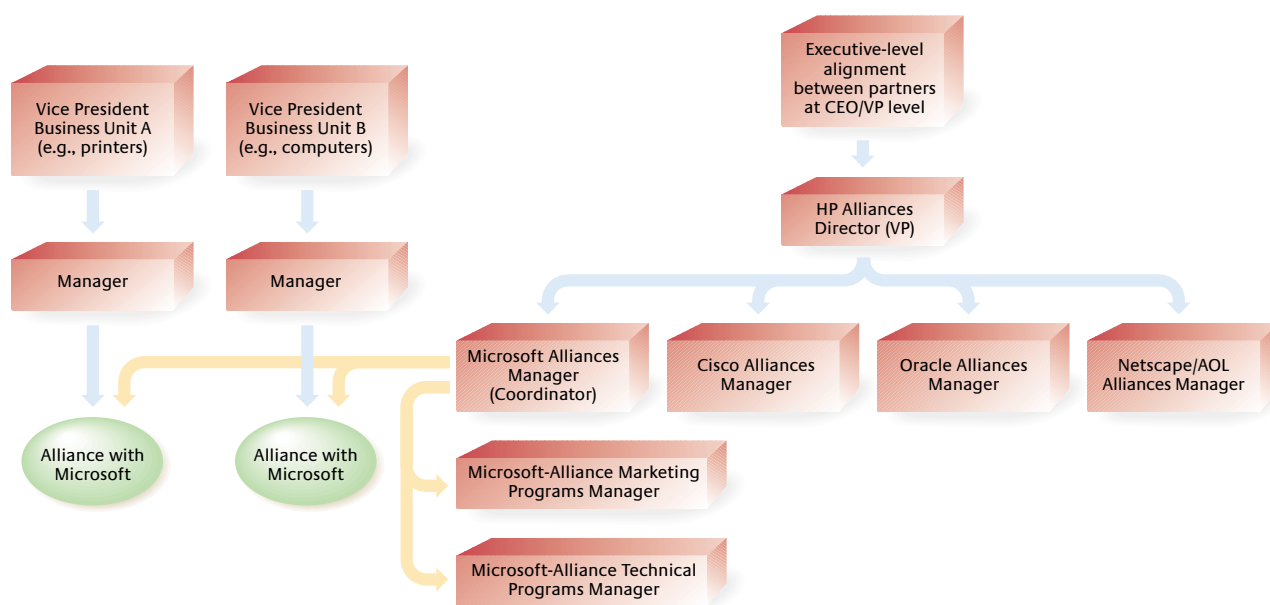 Executive-level
alignment
between partners
at CEO/VP level
Vice President
Business Unit A
(e.g., printers)
Vice President
Business Unit B
(e.g., computers)
HP Alliances
Director (VP)
Manager
Manager
Microsoft Alliances
Manager
(Coordinator)
Cisco Alliances
Manager
Oracle Alliances
Manager
Netscape/AOL
Alliances Manager
Alliance with
Microsoft
Alliance with
Microsoft
Microsoft-Alliance Marketing
Programs Manager
Microsoft-Alliance Technical
Programs Manager